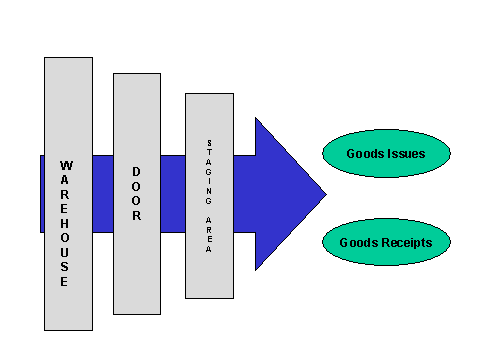 WAREHOUSE
DOOR
STAGING AREA
Goods Issues
Goods Receipts